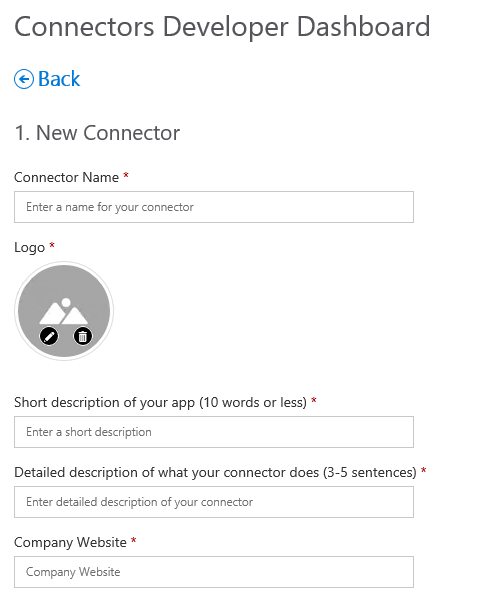 Connectors Developer Dashboard
Back
1. New Connector
Connector Name *
Enter a name for your connector
Logo *
Short description of your app (10 words or less) *
Enter a short description
Detailed description of what your connector does (3-5 sentences) *
Enter detailed description of your connector
Company Website *
Company Website